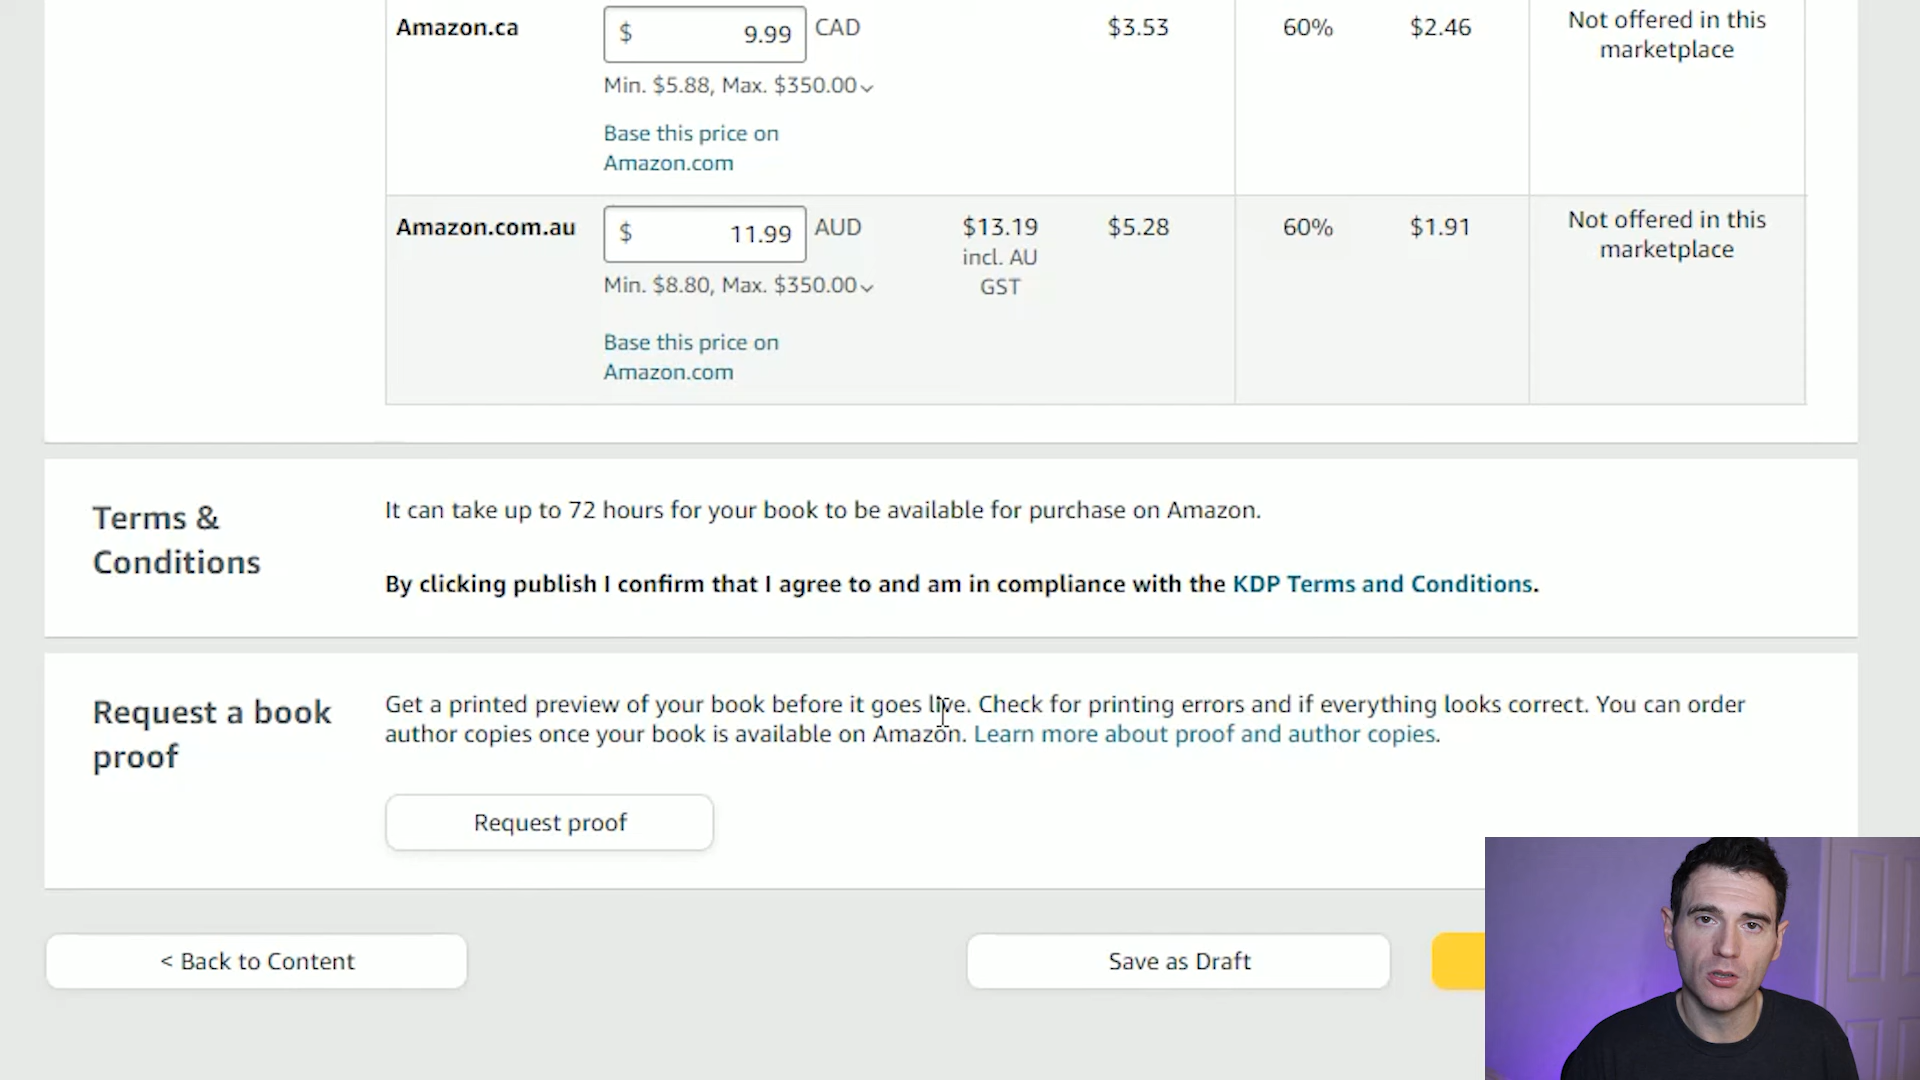 Amazon.ca
$ 9.99 CAD $3.53 60% $2.46 Not offered in this
marketplace
Min. $5.88, Max. $350.00
Base this price on
Amazon.com
Amazon.com.au $ 11.99 AUD $13.19 $5.28 60% $1.91 Not offered in this
incl. AU marketplace
GST
Min. $8.80, Max. $350.00
Base this price on
Amazon.com
Terms &
Conditions
It can take up to 72 hours for your book to be available for purchase on Amazon.
By clicking publish I confirm that I agree to and am in compliance with the KDP Terms and Conditions.
Request a book
proof
Get a printed preview of your book before it goes live. Check for printing errors and if everything looks correct. You can order
author copies once your book is available on Amazon. Learn more about proof and author copies.
Request proof
< Back to Content
Save as Draft